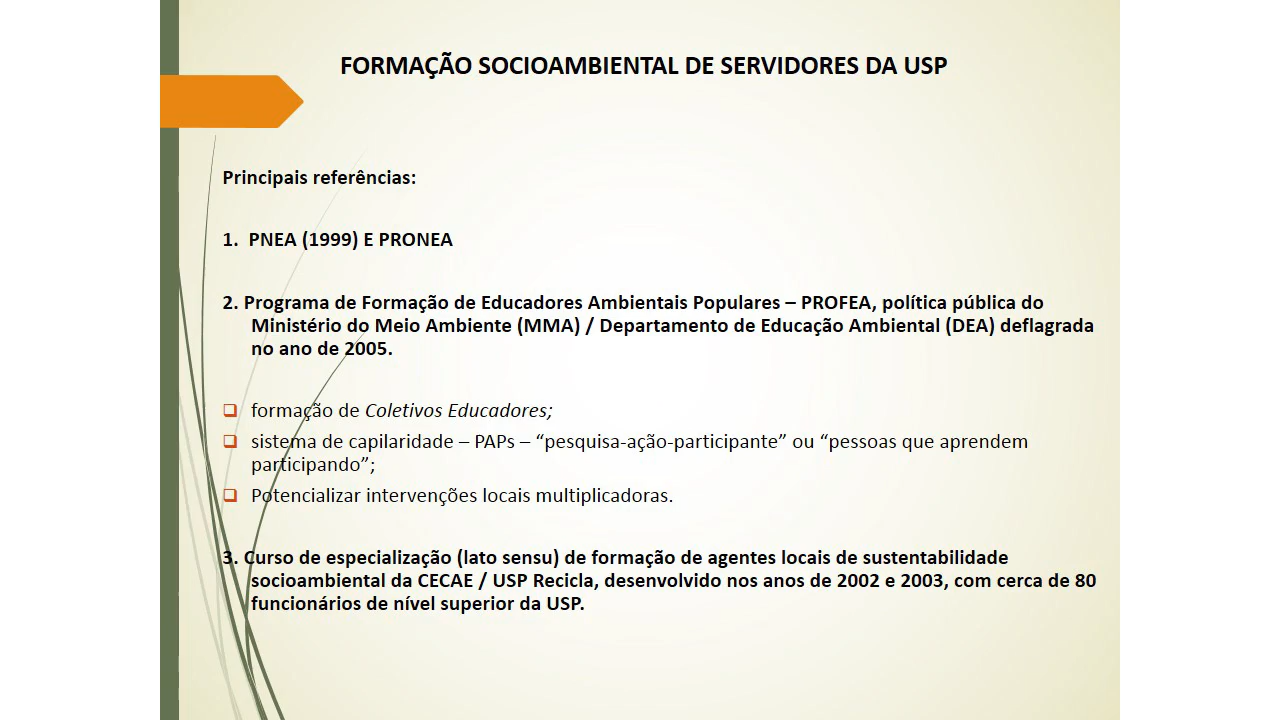 FORMAÇÃO SOCIOAMBIENTAL DE SERVIDORES DA USP
Principais referências:
1. PNEA (1999) E PRONEA
2. Programa de Formação de Educadores Ambientais Populares – PROFEA, política pública do
Ministério do Meio Ambiente (MMA) / Departamento de Educação Ambiental (DEA) deflagrada
no ano de 2005.
formação de Coletivos Educadores;
sistema de capilaridade – PAPs – “pesquisa-ação-participante” ou “pessoas que aprendem
participando”;
Potencializar intervenções locais multiplicadoras.
3. Curso de especialização (lato sensu) de formação de agentes locais de sustentabilidade
socioambiental da CECAE / USP Recicla, desenvolvido nos anos de 2002 e 2003, com cerca de 80
funcionários de nível superior da USP.